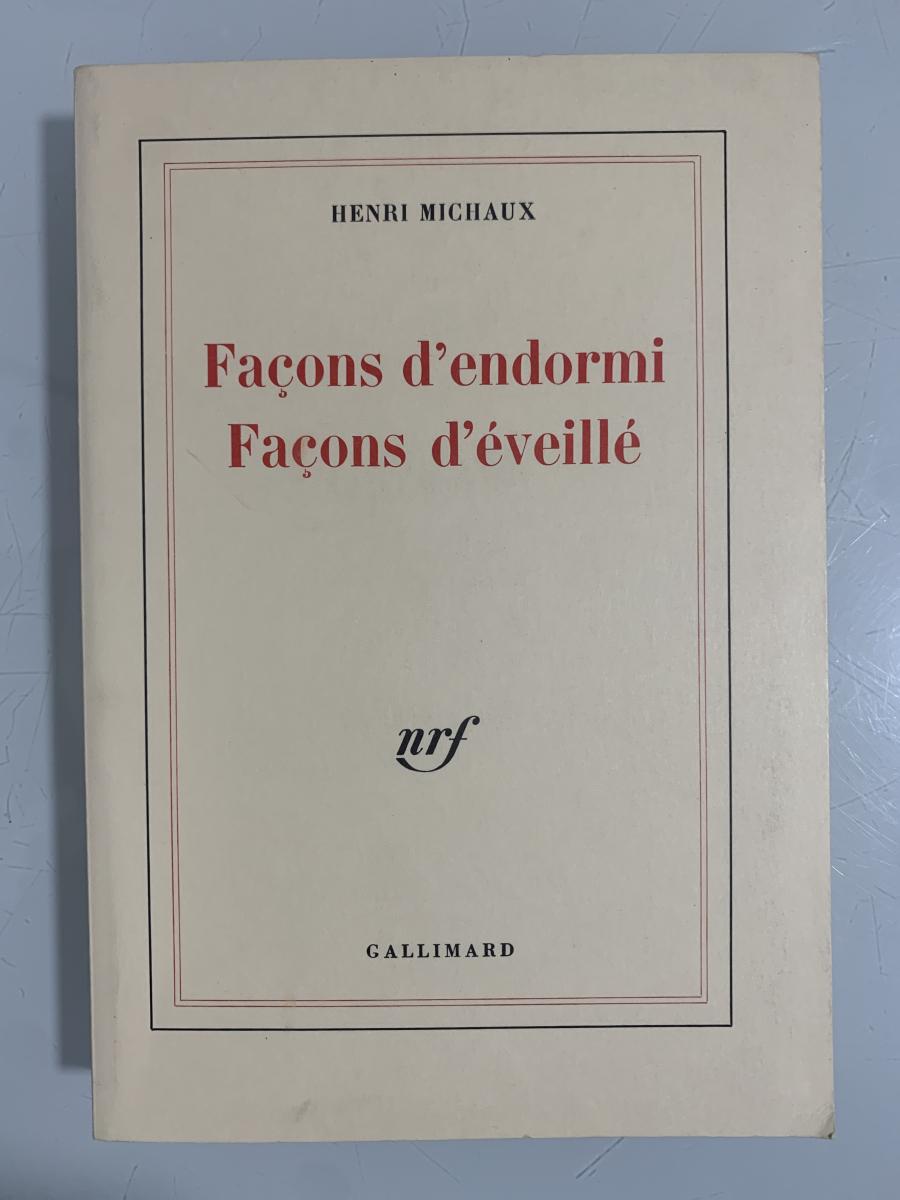 HENRI MICHAUX
Façons d'endormi
Façons d'éveillé
nrf
GALLIMARD